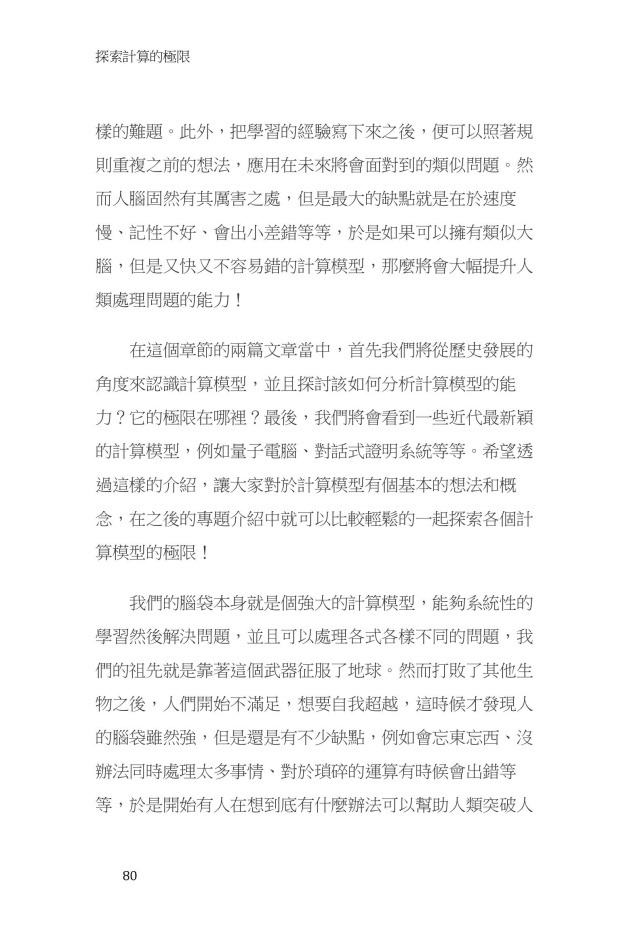 探索計算的極限
樣的難題。此外，把學習的經驗寫下來之後，便可以照著規
則重複之前的想法，應用在未來將會面對到的類似問題。然
而人腦固然有其厲害之處，但是最大的缺點就是在於速度
慢、記性不好、會出小差錯等等，於是如果可以擁有類似大
腦，但是又快又不容易錯的計算模型，那麼將會大幅提升人
類處理問題的能力！
在這個章節的兩篇文章當中，首先我們將從歷史發展的
角度來認識計算模型，並且探討該如何分析計算模型的能
力？它的極限在哪裡？最後，我們將會看到一些近代最新穎
的計算模型，例如量子電腦、對話式證明系統等等。希望透
過這樣的介紹，讓大家對於計算模型有個基本的想法和概
念，在之後的專題介紹中就可以比較輕鬆的一起探索各個計
算模型的極限！
我們的腦袋本身就是個強大的計算模型，能夠系統性的
學習然後解決問題，並且可以處理各式各樣不同的問題，我
們的祖先就是靠著這個武器征服了地球。然而打敗了其他生
物之後，人們開始不滿足，想要自我超越，這時候才發現人
的腦袋雖然強，但是還是有不少缺點，例如會忘東忘西、沒
辦法同時處理太多事情、對於瑣碎的運算有時候會出錯等
等，於是開始有人在想到底有什麼辦法可以幫助人類突破人
80